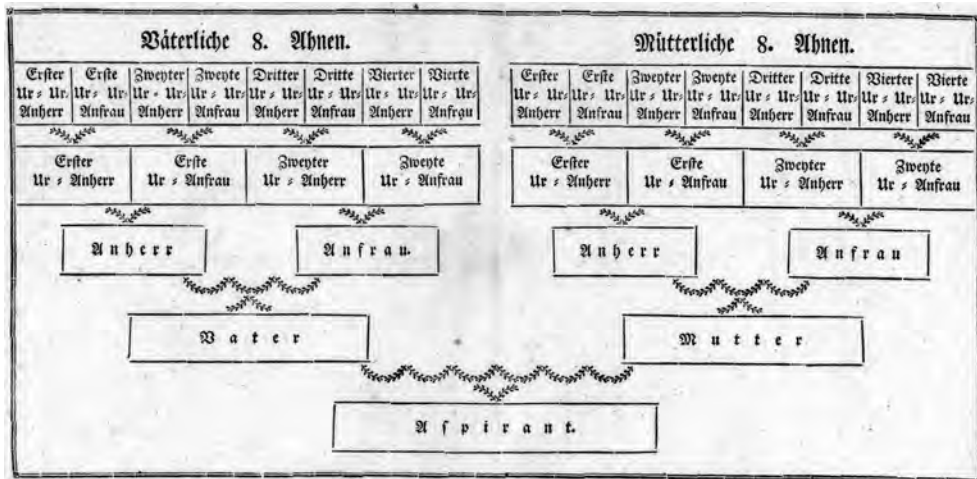 Väterliche 8. Ahnen.
Erster Ur⸗Ur⸗Anherr
Erste Ur⸗Ur⸗Anfrau
Zweyter Ur⸗Ur⸗Anherr
Zweyte Ur⸗Ur⸗Anfrau
Dritter Ur⸗Ur⸗Anherr
Dritte Ur⸗Ur⸗Anfrau
Vierter Ur⸗Ur⸗Anherr
Vierte Ur⸗Ur⸗Anfrau
Erster
Ur⸗Anherr
Erste
Ur⸗Anfrau
Zweyter
Ur⸗Anherr
Zweyte
Ur⸗Anfrau
Anherr
Anfrau.
Vater
Mütterliche 8. Ahnen.
Erster Ur⸗Ur⸗Anherr
Erste Ur⸗Ur⸗Anfrau
Zweyter Ur⸗Ur⸗Anherr
Zweyte Ur⸗Ur⸗Anfrau
Dritter Ur⸗Ur⸗Anherr
Dritte Ur⸗Ur⸗Anfrau
Vierter Ur⸗Ur⸗Anherr
Vierte Ur⸗Ur⸗Anfrau
Erster
Ur⸗Anherr
Erste
Ur⸗Anfrau
Zweyter
Ur⸗Anherr
Zweyte
Ur⸗Anfrau
Anherr
Anfrau
Mutter
Aſpirant.